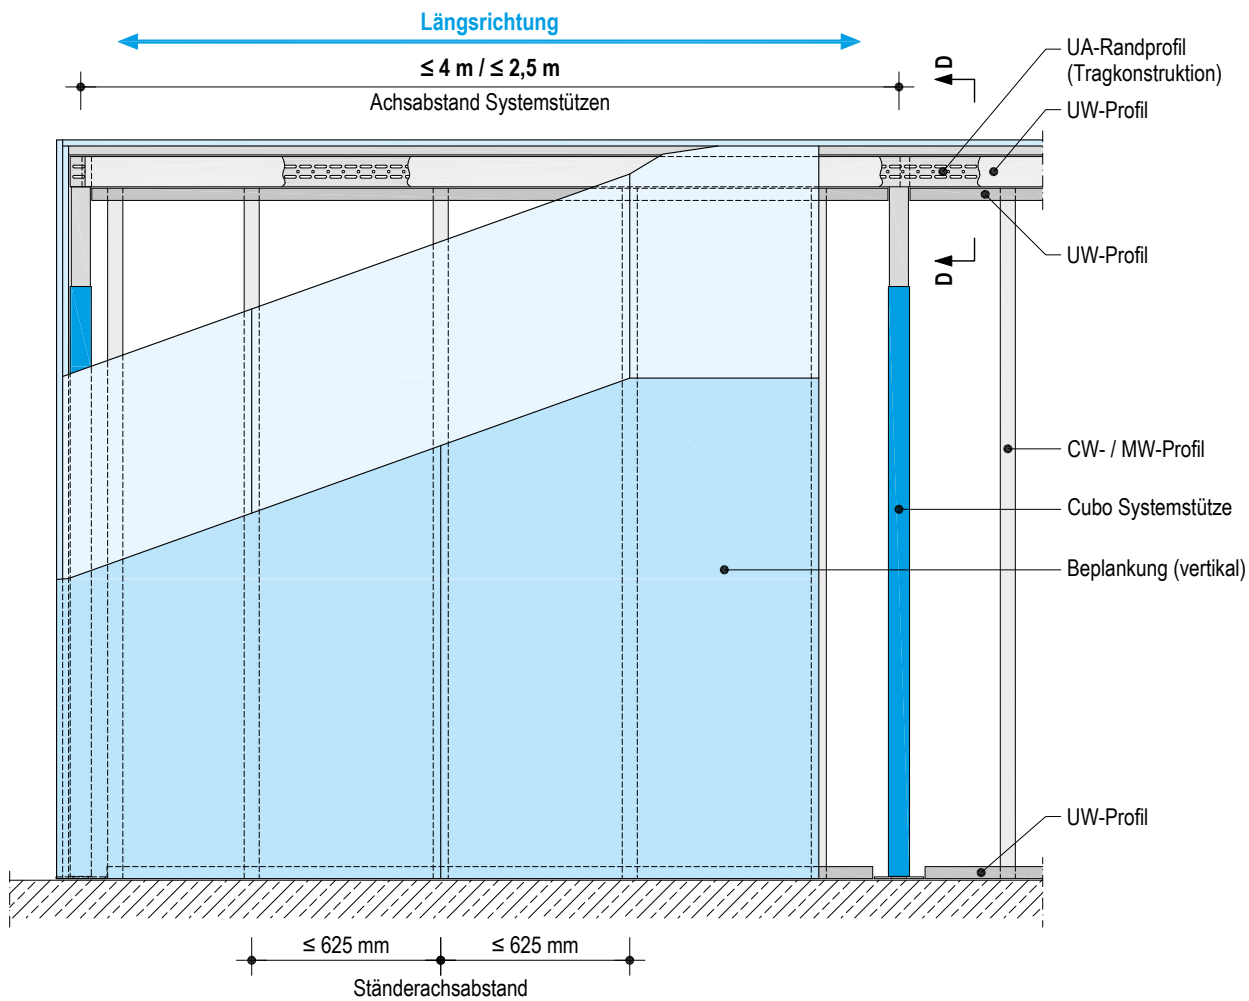 Längsrichtung
≤ 4 m / ≤ 2,5 m
Achsabstand Systemstützen
D
UA-Randprofil
(Tragkonstruktion)
UW-Profil
UW-Profil
D
CW- / MW-Profil
Cubo Systemstütze
Beplankung (vertikal)
UW-Profil
≤ 625 mm
≤ 625 mm
Ständerachsabstand